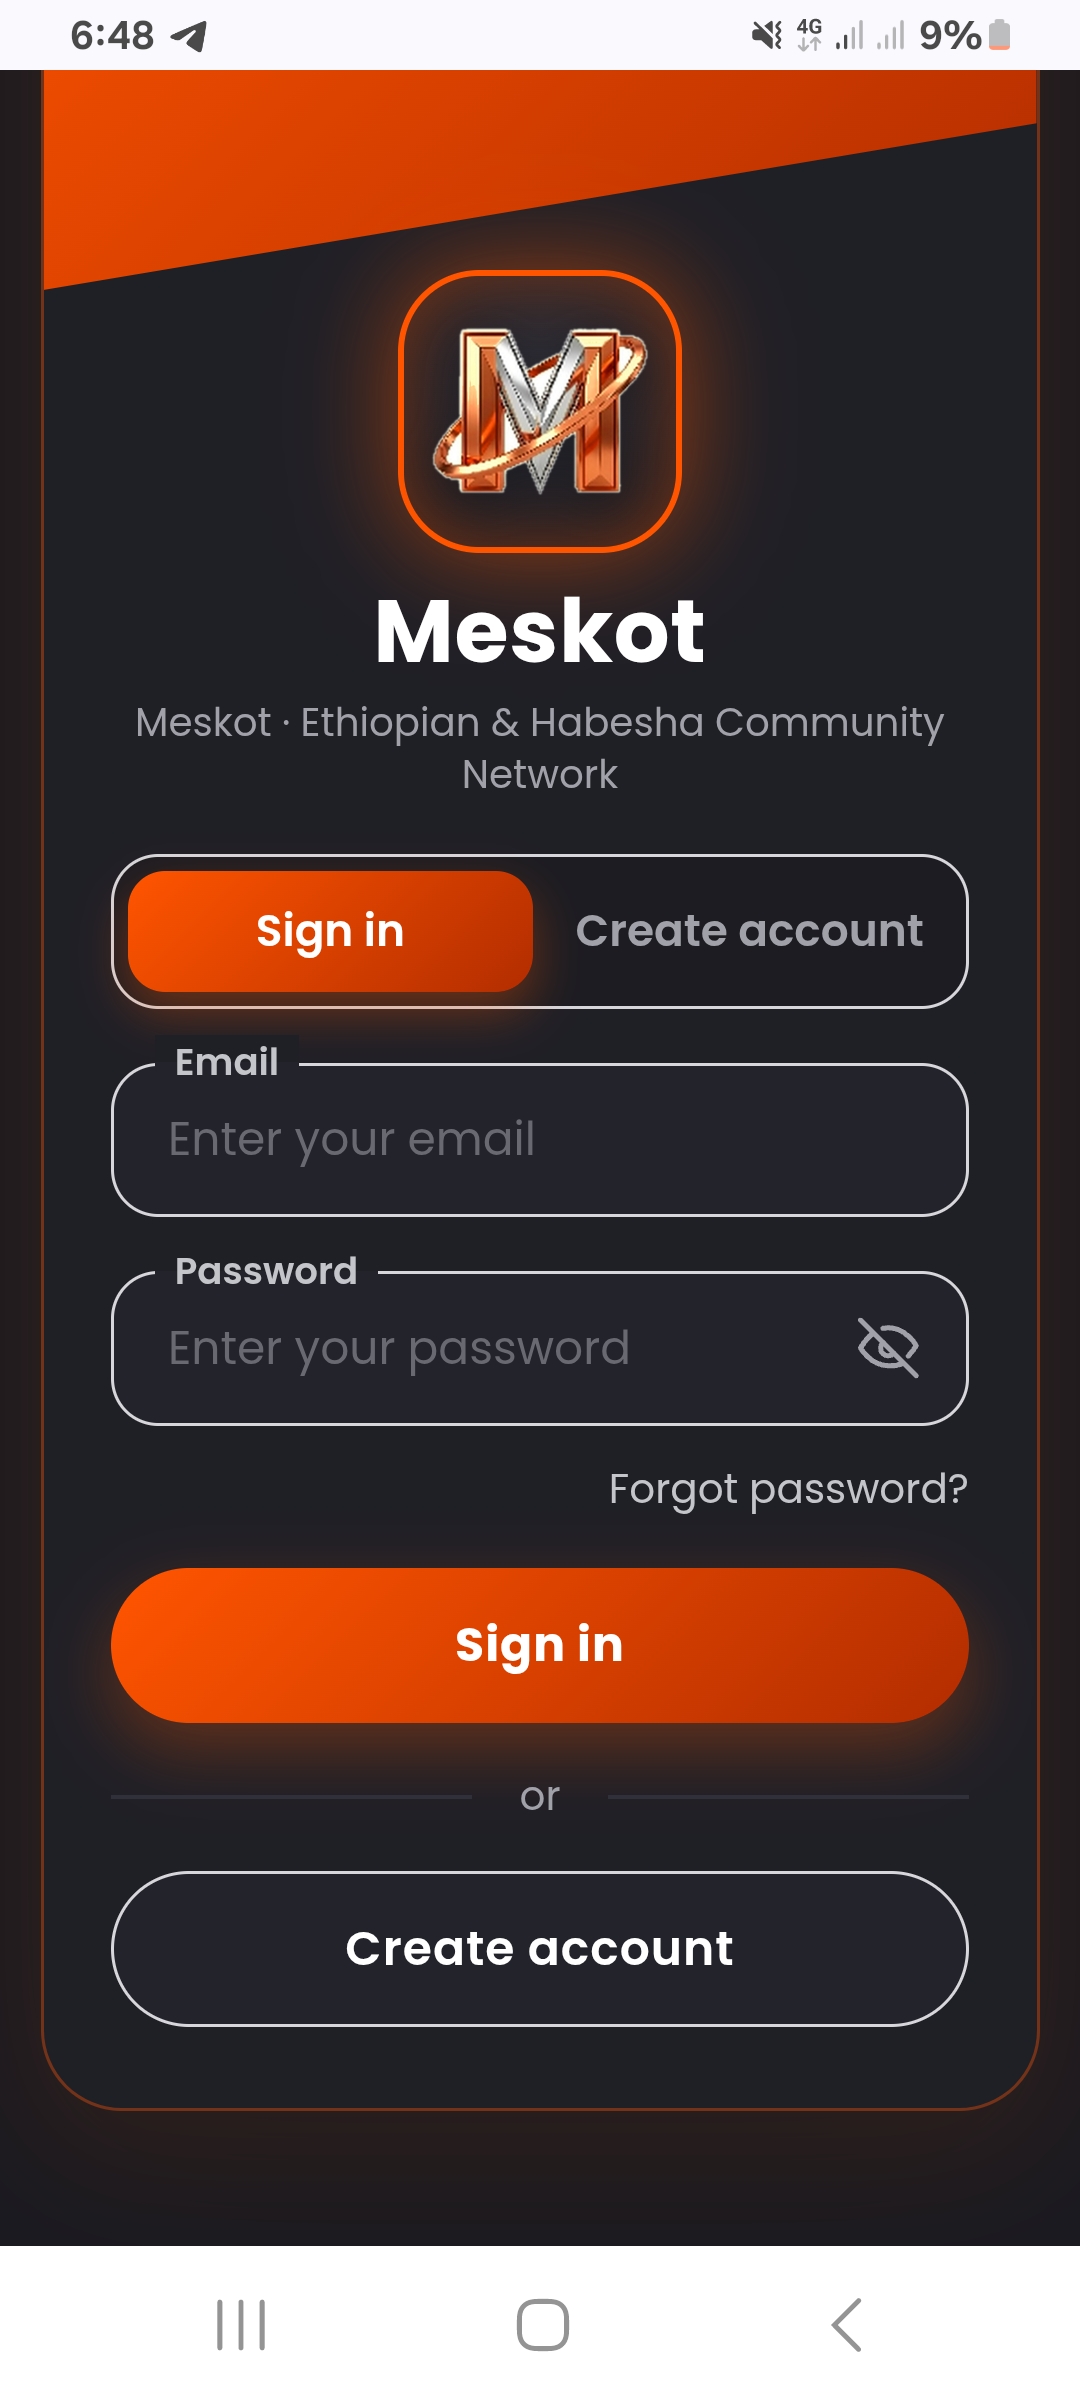 6:48
4G
9%
M
Meskot
Meskot · Ethiopian & Habesha Community
Network
Sign in
Create account
Email
Enter your email
Password
Enter your password
Forgot password?
Sign in
or
Create account